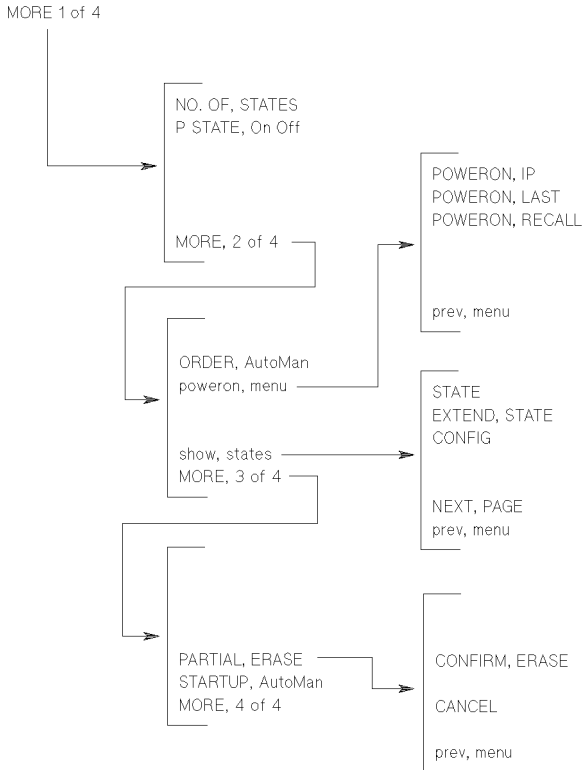 MORE 1 of 4
NO. OF, STATES
P STATE, On Off
MORE, 2 of 4
POWERON, IP
POWERON, LAST
POWERON, RECALL
prev, menu
ORDER, AutoMan
poweron, menu
show, states
MORE, 3 of 4
STATE
EXTEND, STATE
CONFIG
NEXT, PAGE
prev, menu
PARTIAL, ERASE
STARTUP, AutoMan
MORE, 4 of 4
CONFIRM, ERASE
CANCEL
prev, menu